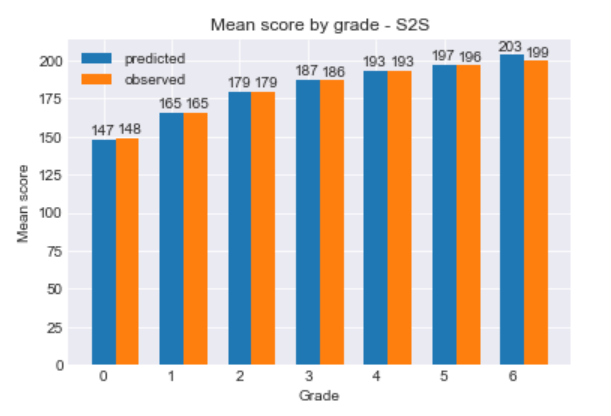 Mean score by grade - S2S
predicted
observed
200
175
150
125
100
75
50
25
0
Mean score
147 148
165 165
179 179
187 186
193 193
197 196
203 199
0 1 2 3 4 5 6
Grade